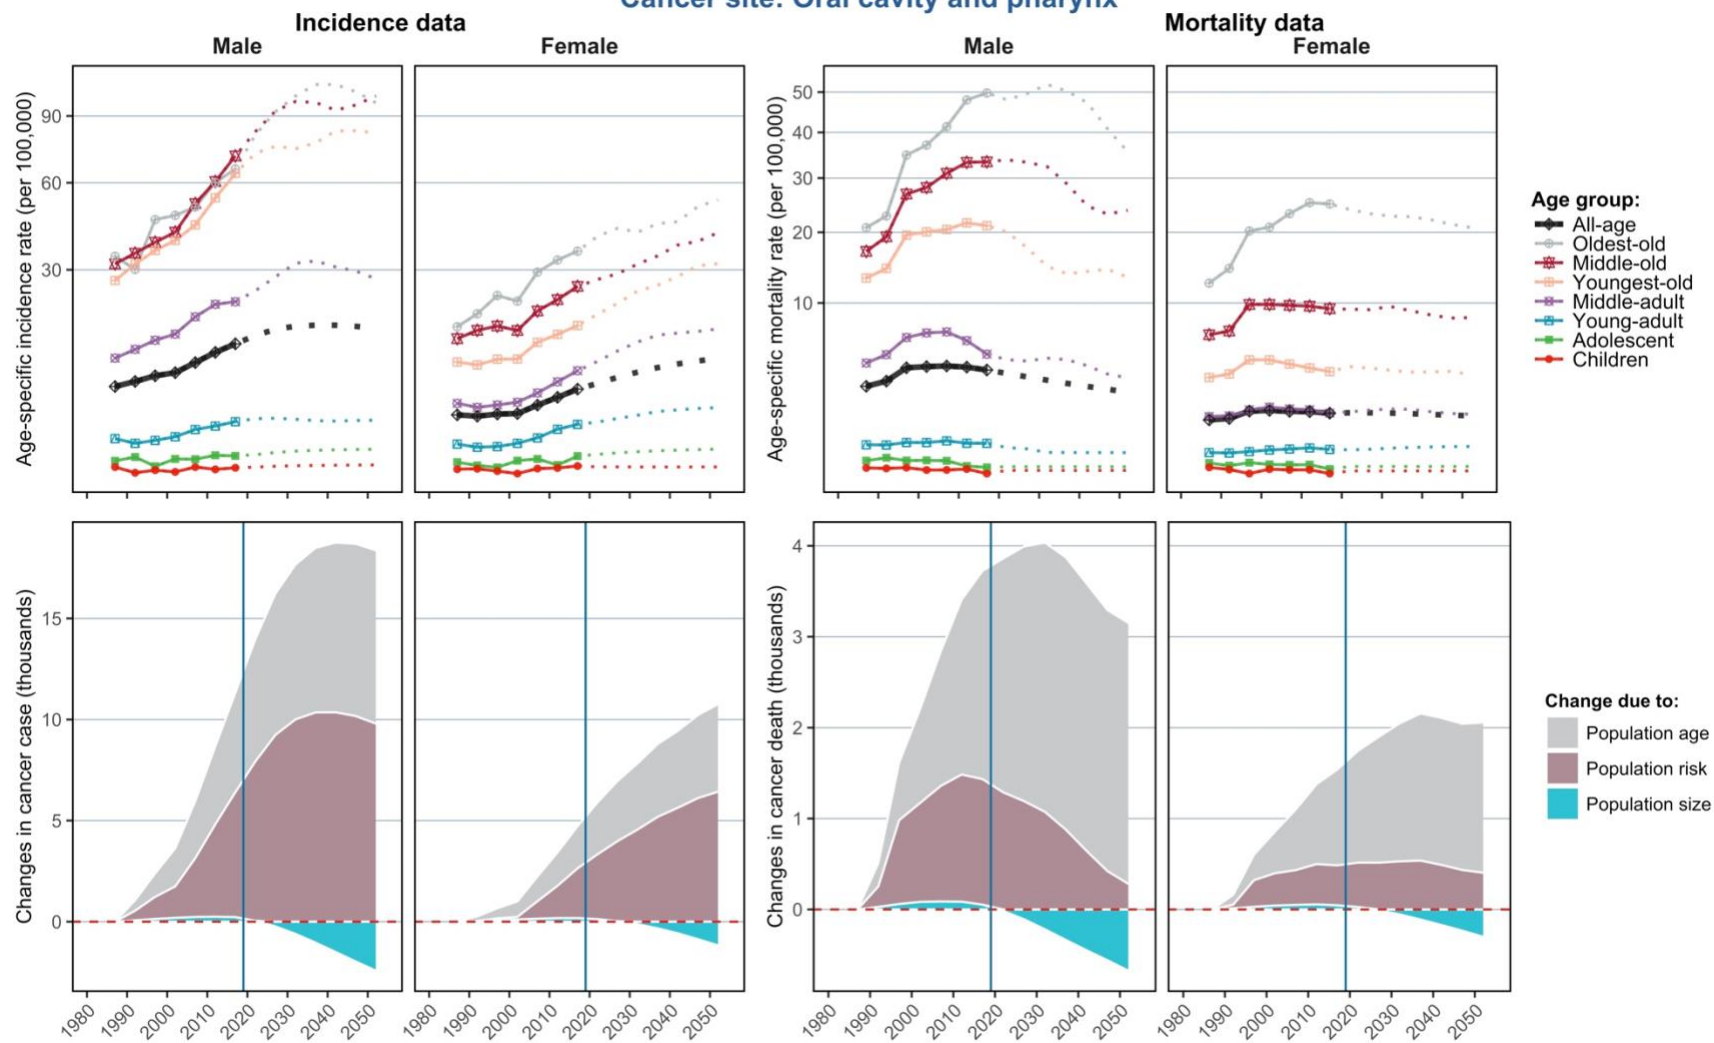 Cancer site: Oral cavity and pharynx
Incidence data
Mortality data
Male
Female
Male
Female
Age-specific incidence rate (per 100,000)
90
60
30
Age-specific mortality rate (per 100,000)
50
40
30
20
10
Age group:
All-age
Oldest-old
Middle-old
Youngest-old
Middle-adult
Young-adult
Adolescent
Children
Changes in cancer case (thousands)
15
10
5
0
Changes in cancer death (thousands)
4
3
2
1
0
Change due to:
Population age
Population risk
Population size
1980 1990 2000 2010 2020 2030 2040 2050
1980 1990 2000 2010 2020 2030 2040 2050
1980 1990 2000 2010 2020 2030 2040 2050
1980 1990 2000 2010 2020 2030 2040 2050